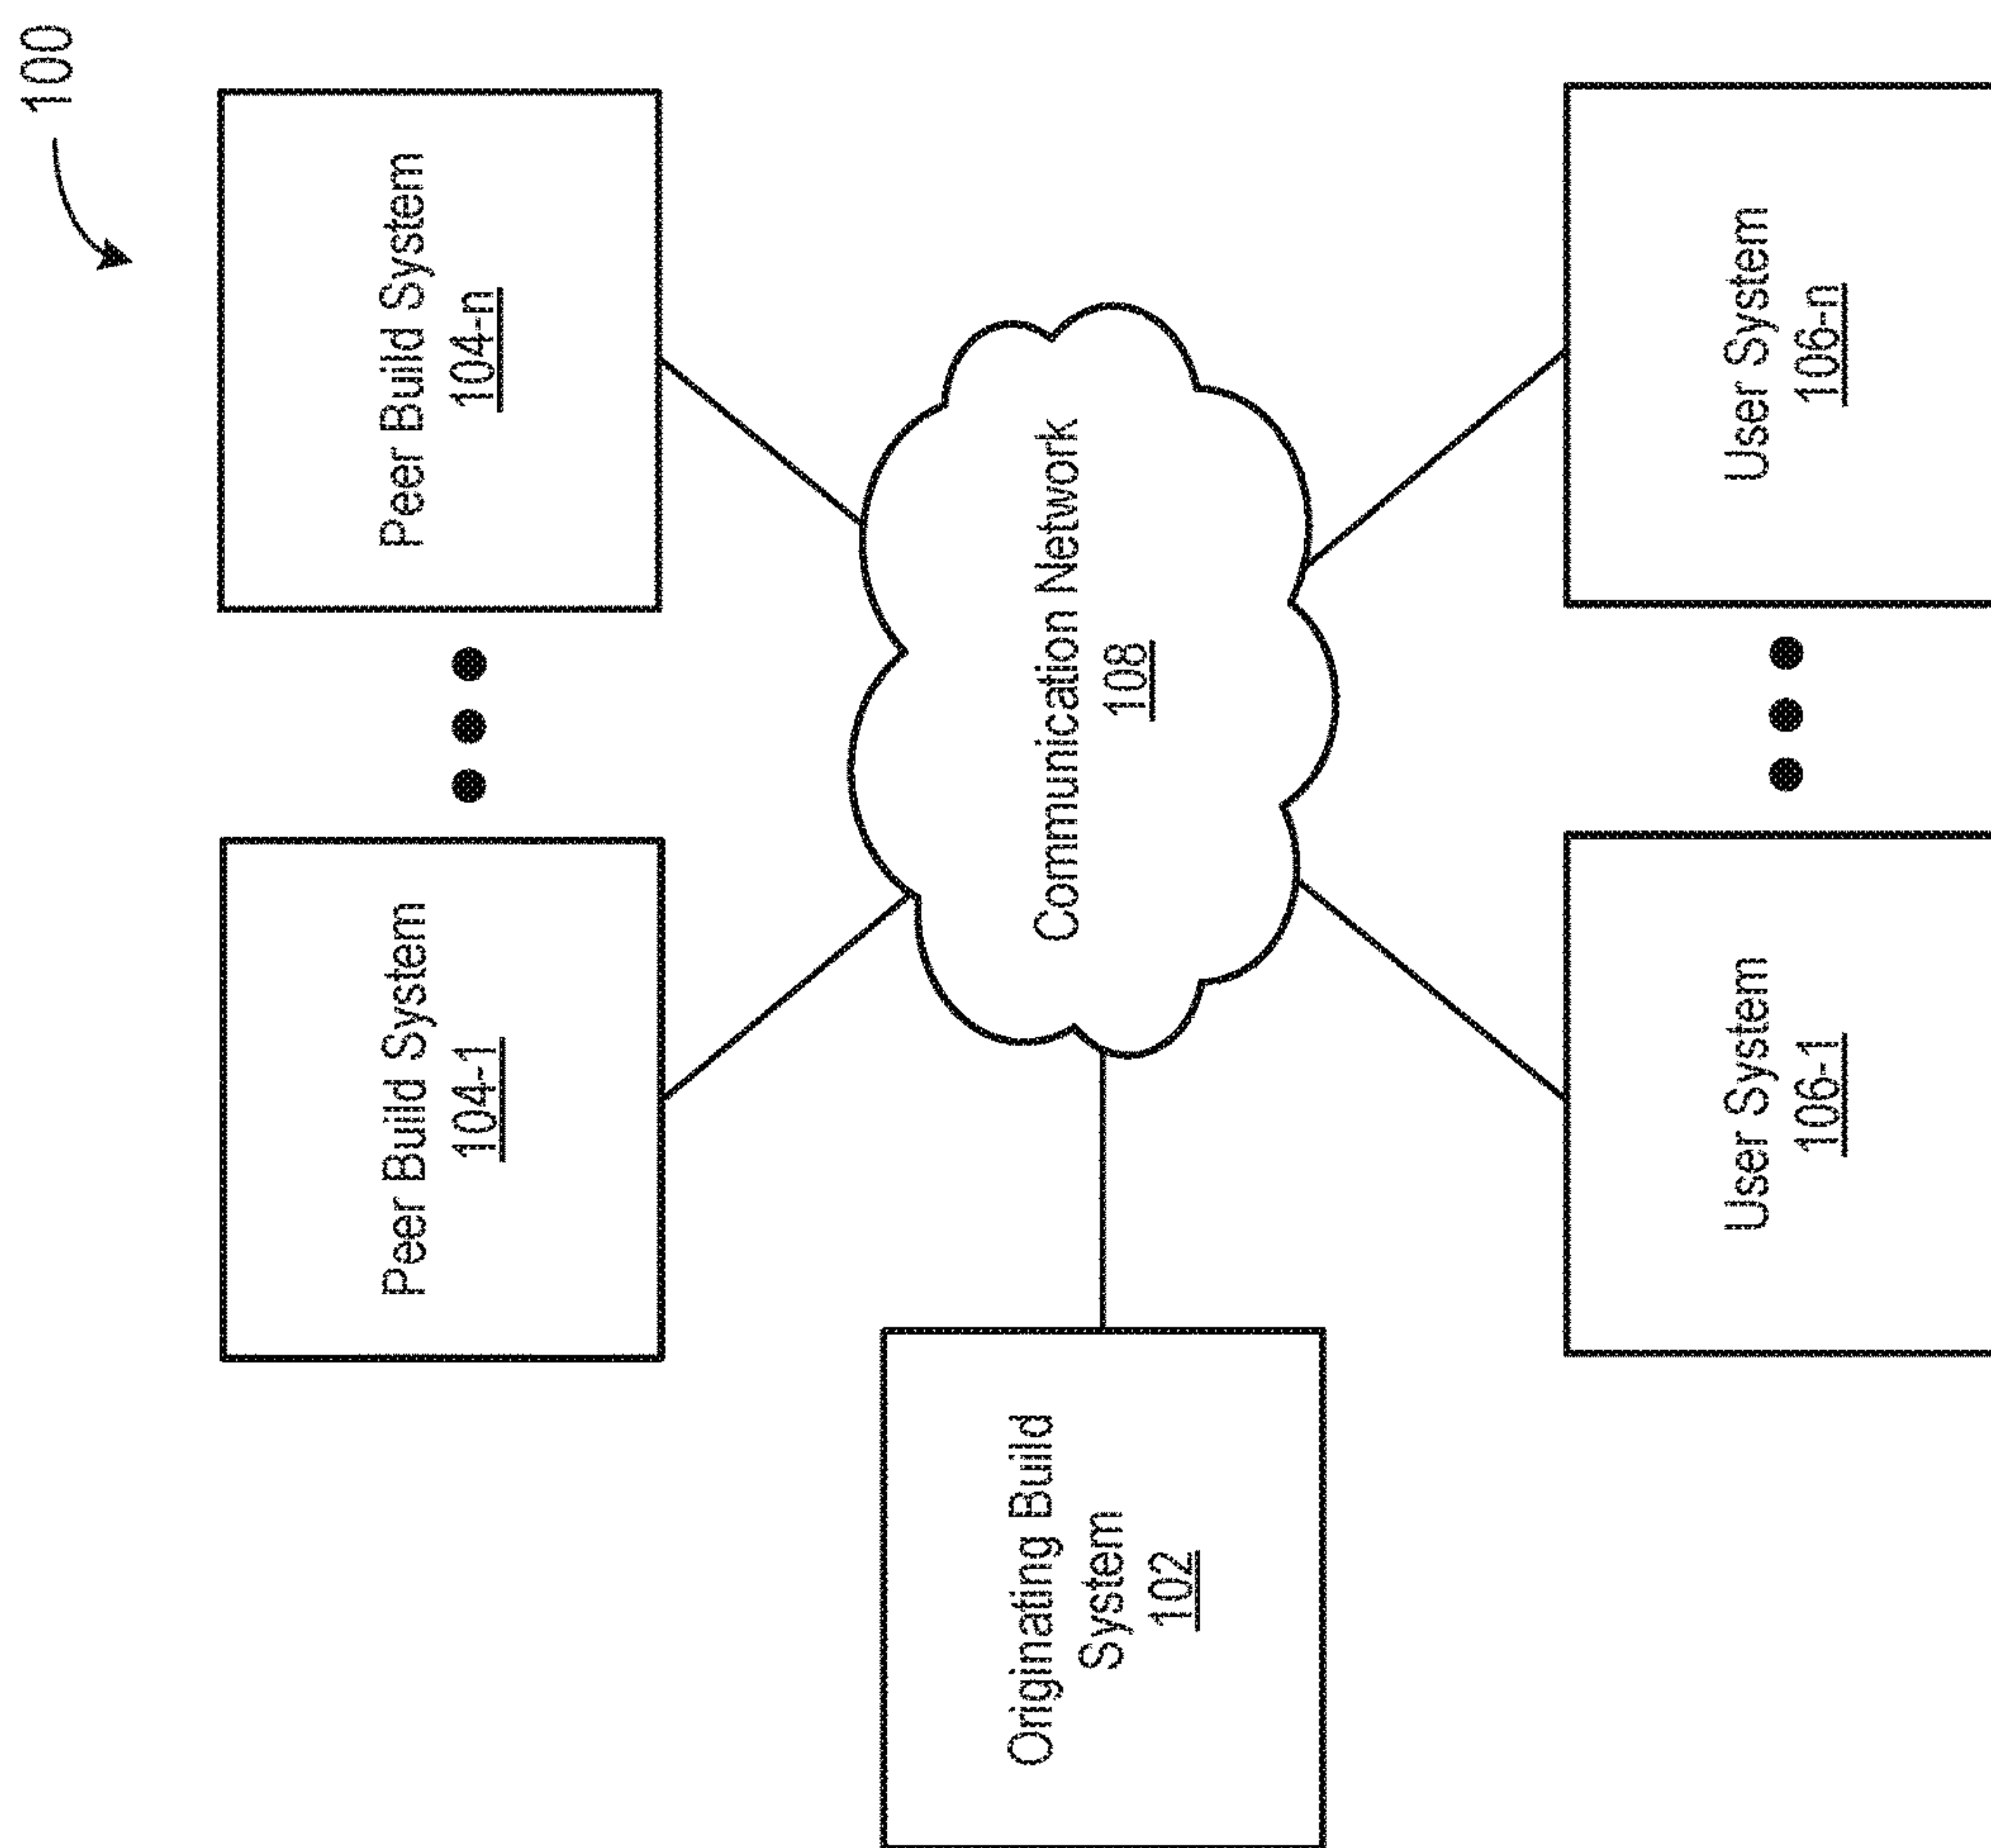 100
Peer Build System
104-1
Peer Build System
104-n
Originating Build
System
102
Communication Network
108
User System
106-1
User System
106-n